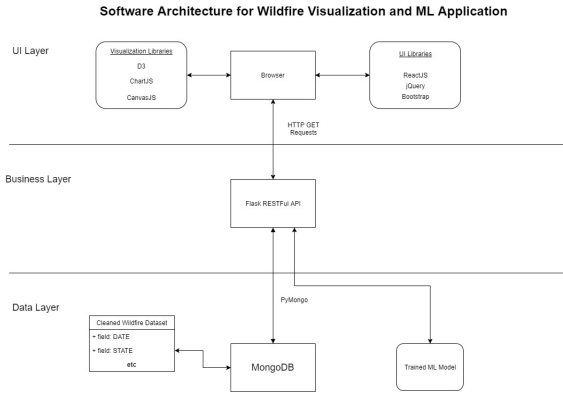 Software Architecture for Wildfire Visualization and ML Application
UI Layer
Visualization Libraries
D3
ChartJS
CanvasJS
Browser
UI Libraries
ReactJS
jQuery
Bootstrap
HTTP GET
Requests
Business Layer
Flask RESTFul API
Data Layer
PyMongo
Cleaned Wildfire Dataset
+ field: DATE
+ field: STATE
etc
MongoDB
Trained ML Model